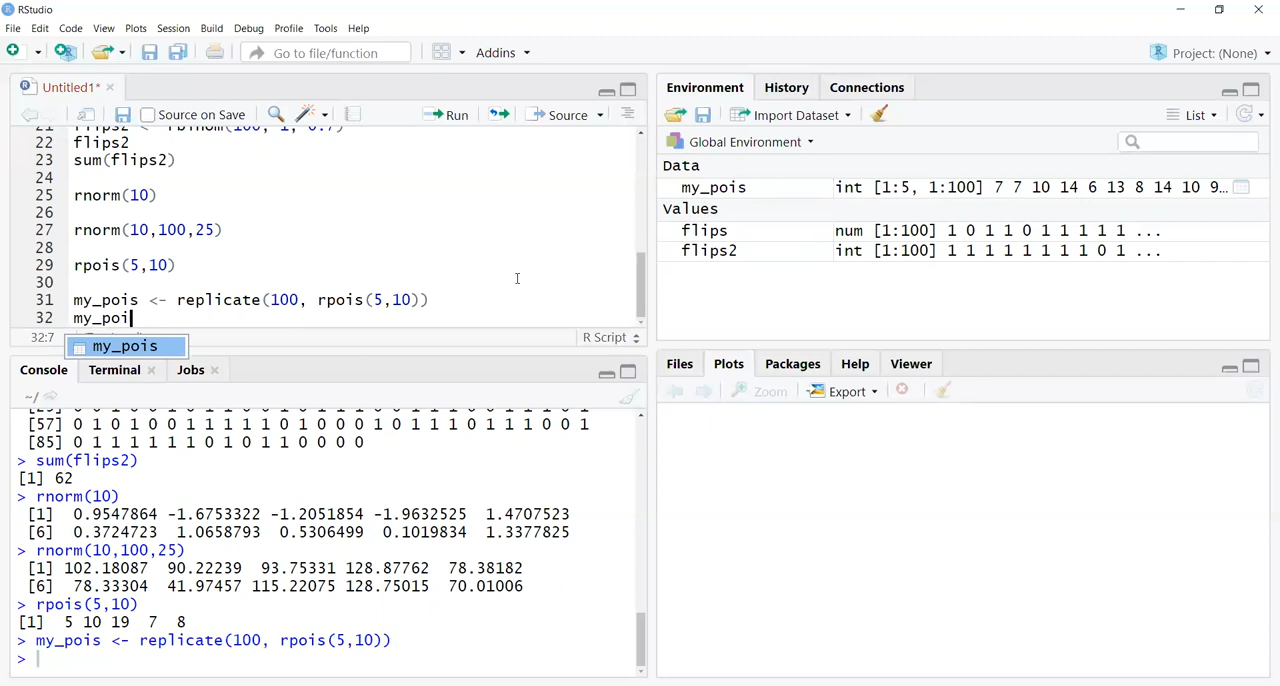 RStudio
File Edit Code View Plots Session Build Debug Profile Tools Help
Go to file/function Addins Project: (None)
Untitled1*
Source on Save Run Source
21 flips2 <- rbinom(100, 1, 0.7)
22 flips2
23 sum(flips2)
24
25 rnorm(10)
26
27 rnorm(10,100,25)
28
29 rpois(5,10)
30
31 my_pois <- replicate(100, rpois(5,10))
32 my_poi
32:7 R Script
my_pois
Console Terminal Jobs
~/
[57] 0 1 0 1 0 0 1 1 1 1 1 0 1 0 0 0 1 0 1 1 1 0 1 1 1 0 0 1
[85] 0 1 1 1 1 1 1 0 1 0 1 1 0 0 0 0
> sum(flips2)
[1] 62
> rnorm(10)
[1] 0.9547864 -1.6753322 -1.2051854 -1.9632525 1.4707523
[6] 0.3724723 1.0658793 0.5306499 0.1019834 1.3377825
> rnorm(10,100,25)
[1] 102.18087 90.22239 93.75331 128.87762 78.38182
[6] 78.33304 41.97457 115.22075 128.75015 70.01006
> rpois(5,10)
[1] 5 10 19 7 8
> my_pois <- replicate(100, rpois(5,10))
>
Environment History Connections
Import Dataset List
Global Environment
Data
my_pois int [1:5, 1:100] 7 7 10 14 6 13 8 14 10 9...
Values
flips num [1:100] 1 0 1 1 0 1 1 1 1 1 ...
flips2 int [1:100] 1 1 1 1 1 1 1 1 0 1 ...
Files Plots Packages Help Viewer
Zoom Export